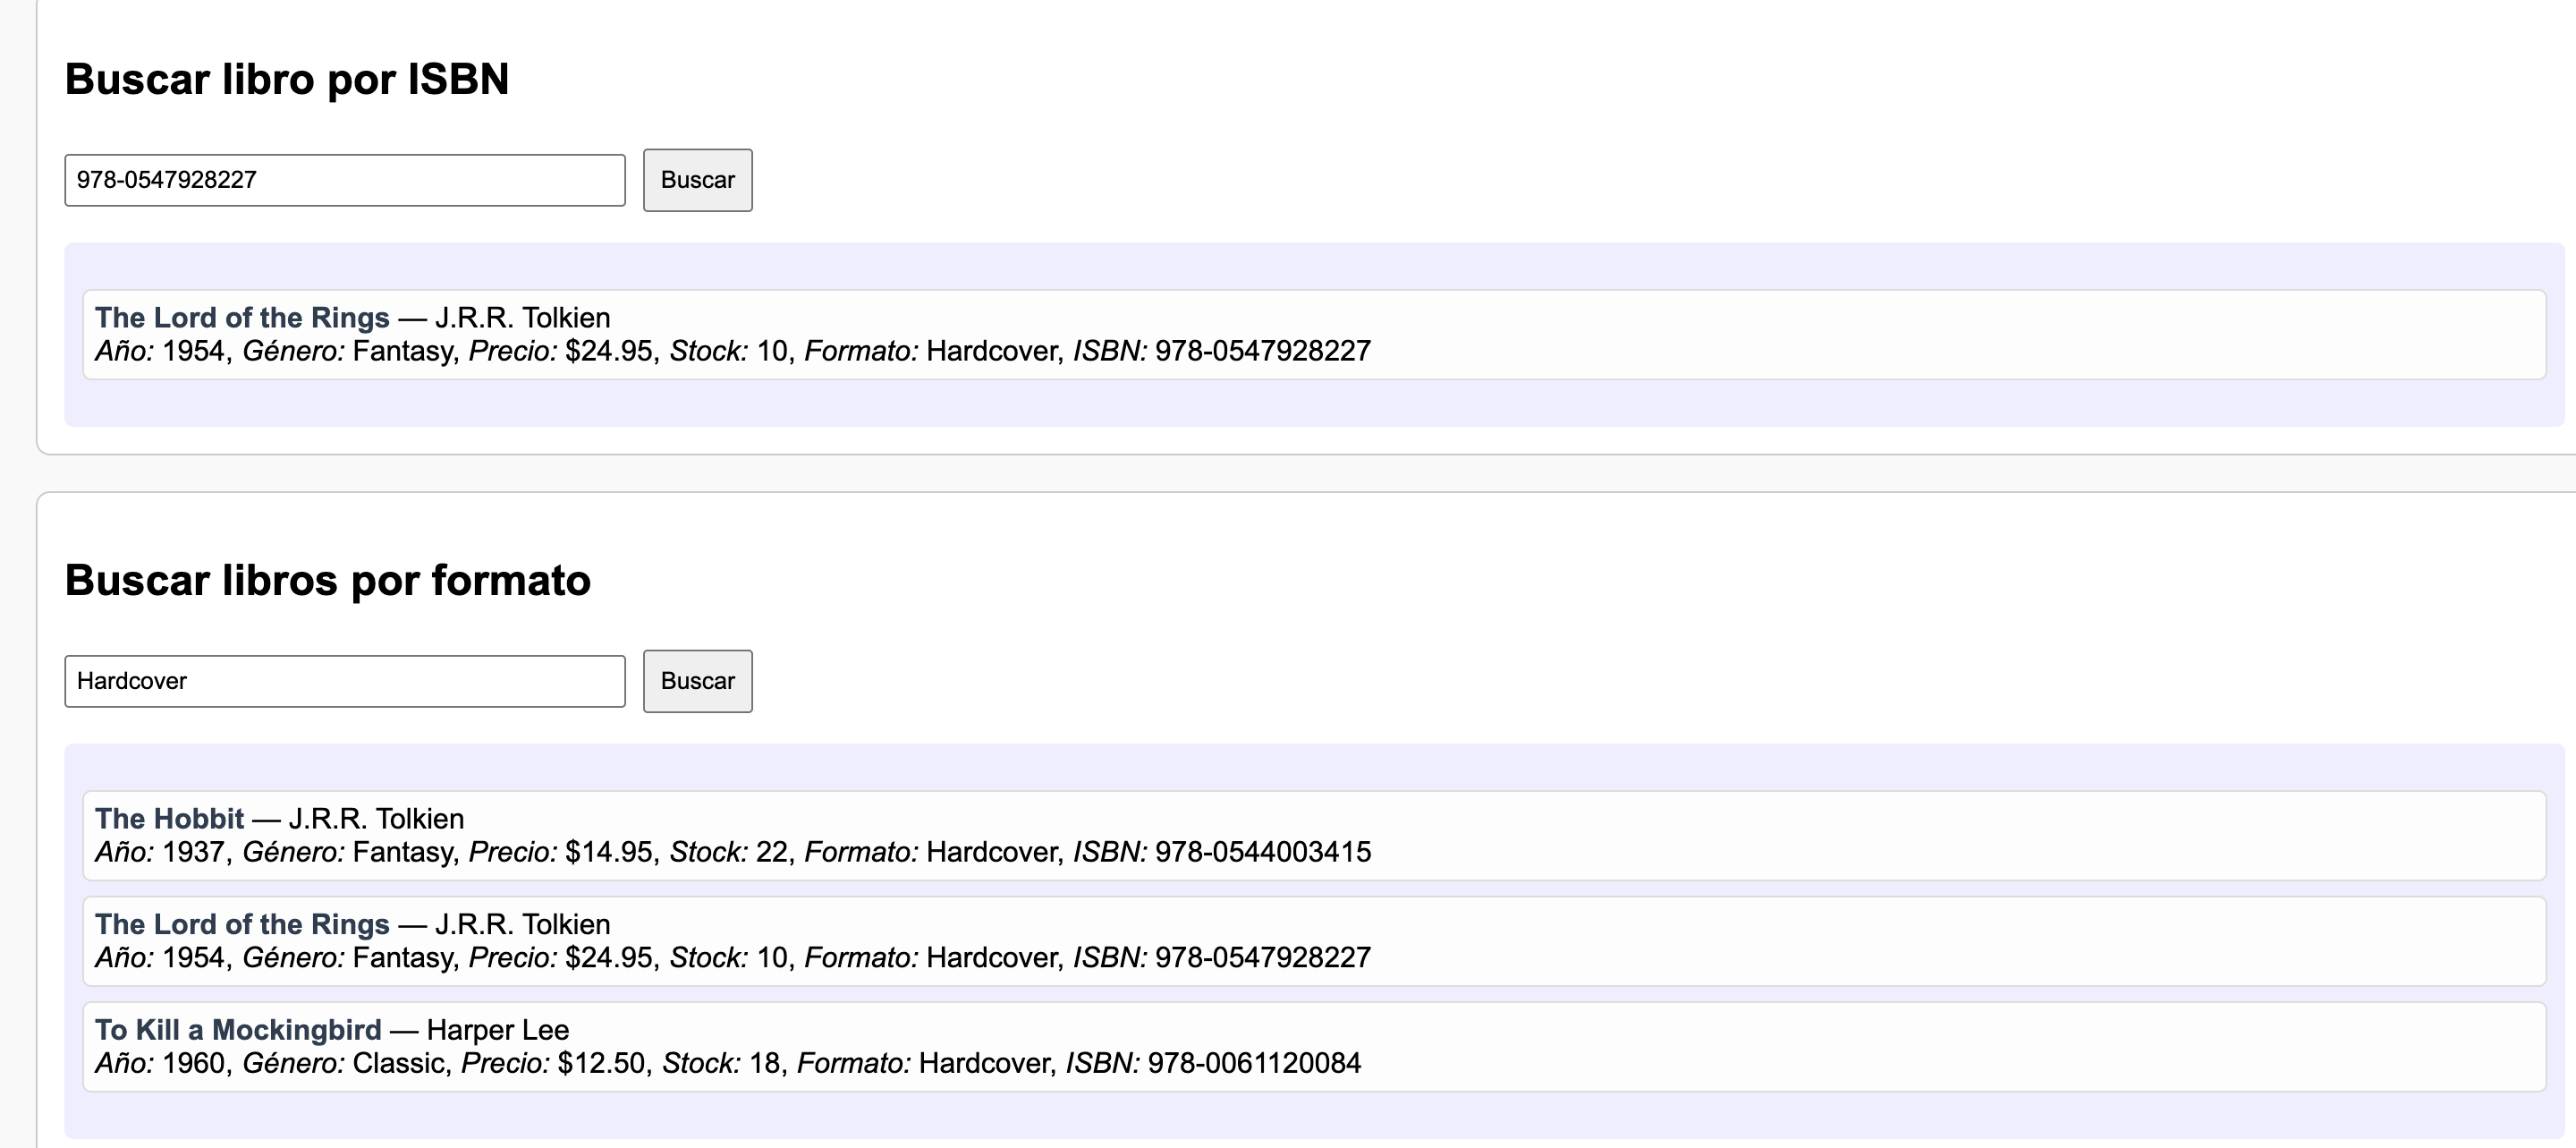 Buscar libro por ISBN
978-0547928227
Buscar
The Lord of the Rings — J.R.R. Tolkien
Año: 1954, Género: Fantasy, Precio: $24.95, Stock: 10, Formato: Hardcover, ISBN: 978-0547928227
Buscar libros por formato
Hardcover
Buscar
The Hobbit — J.R.R. Tolkien
Año: 1937, Género: Fantasy, Precio: $14.95, Stock: 22, Formato: Hardcover, ISBN: 978-0544003415
The Lord of the Rings — J.R.R. Tolkien
Año: 1954, Género: Fantasy, Precio: $24.95, Stock: 10, Formato: Hardcover, ISBN: 978-0547928227
To Kill a Mockingbird — Harper Lee
Año: 1960, Género: Classic, Precio: $12.50, Stock: 18, Formato: Hardcover, ISBN: 978-0061120084